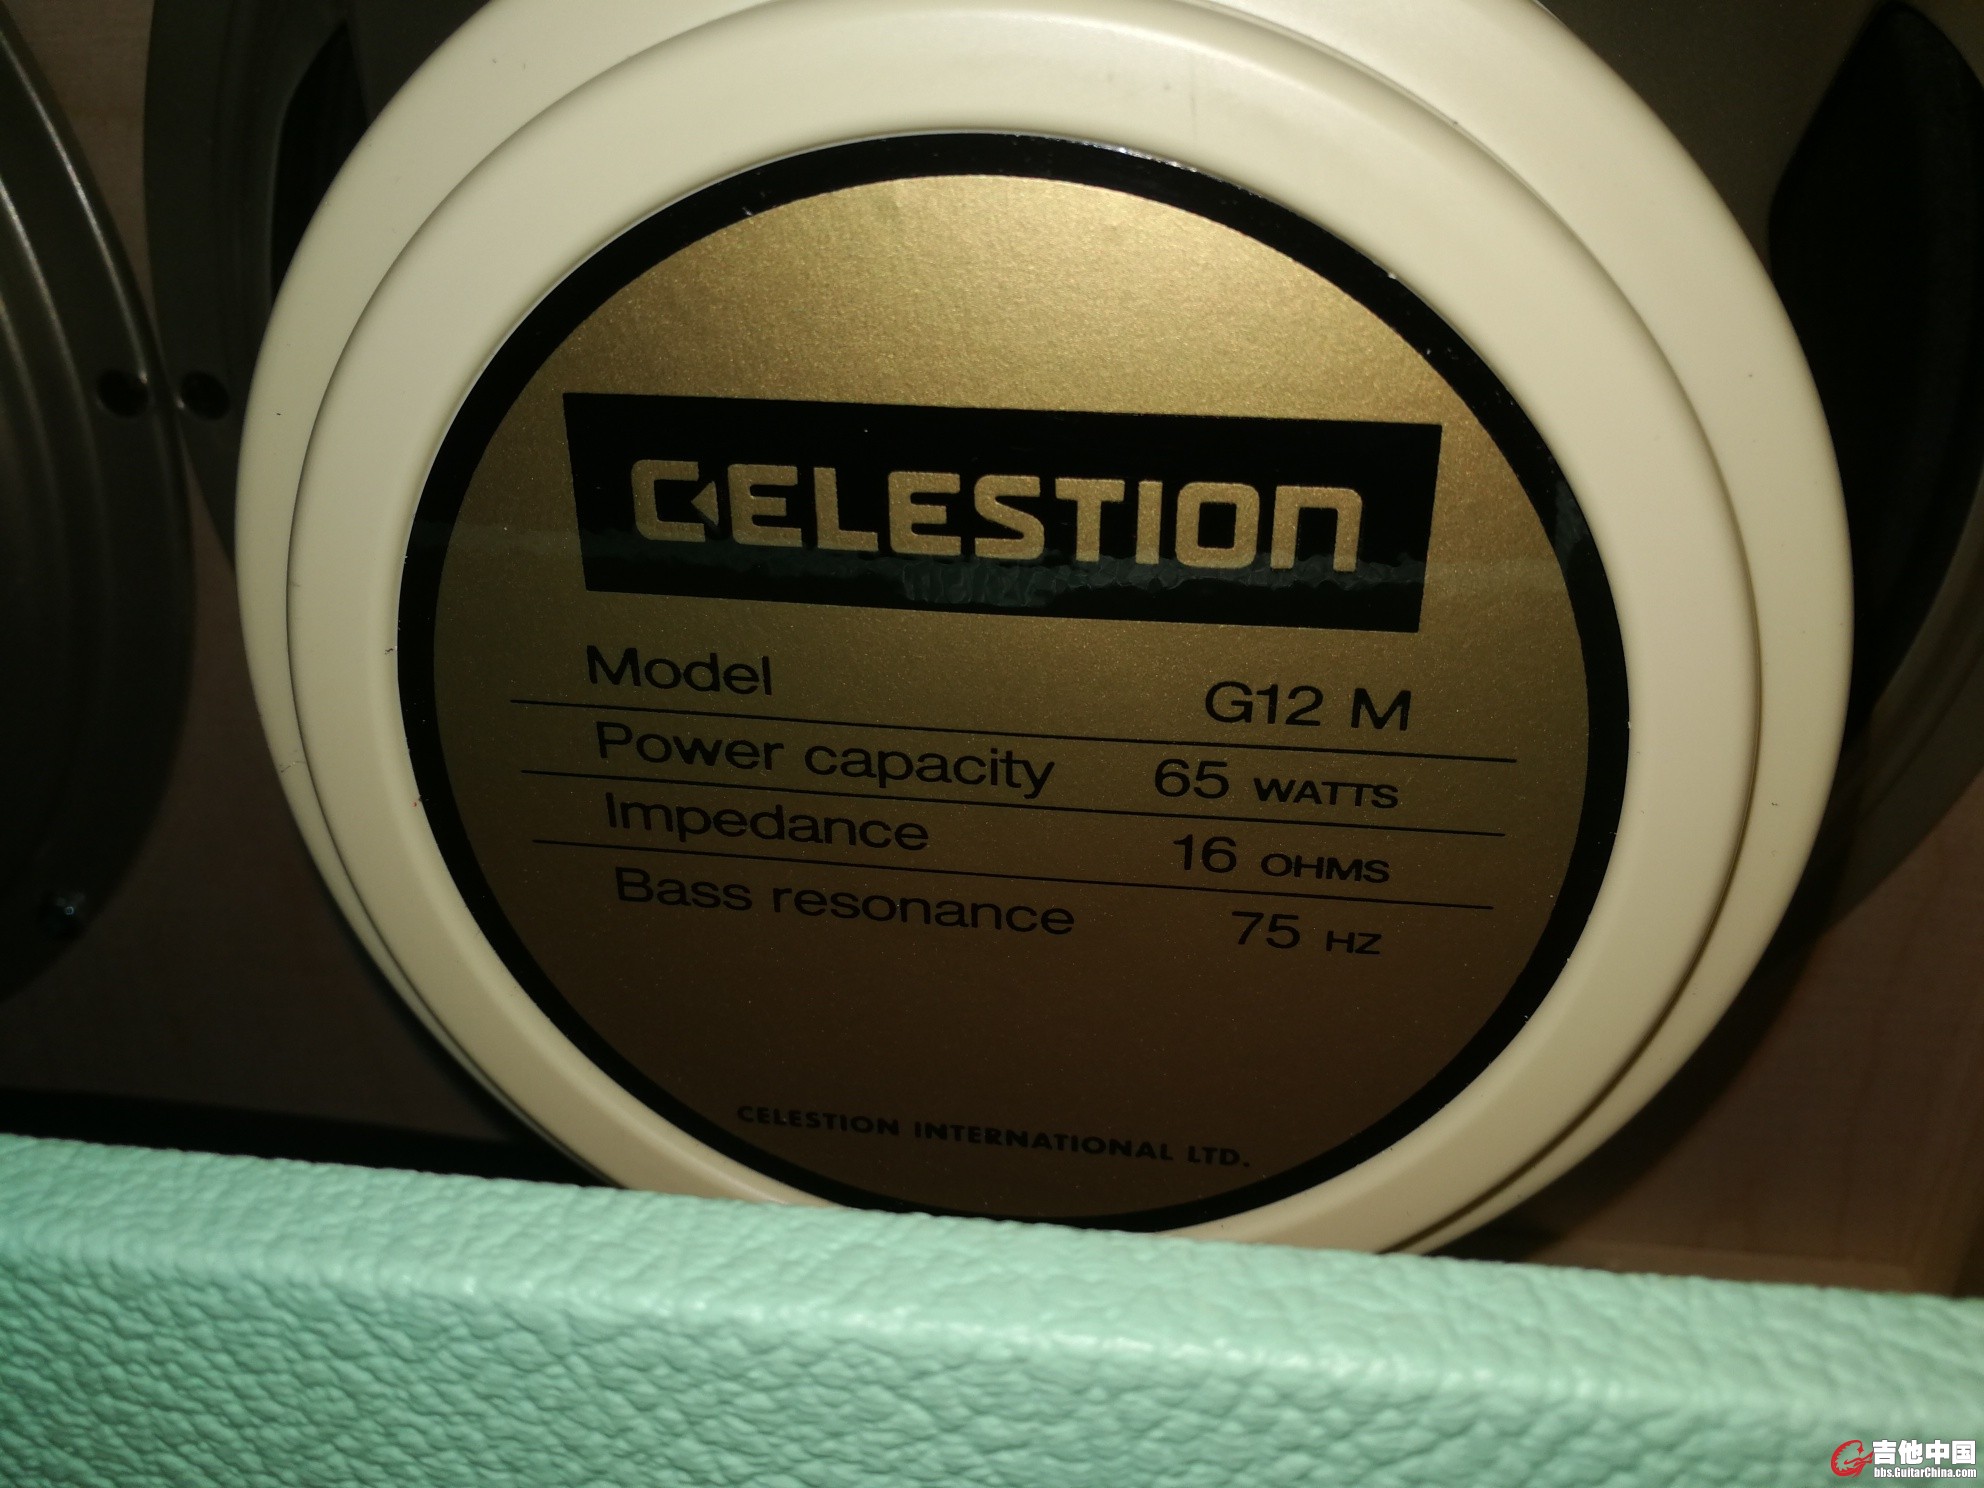 CELESTION
Model G12 M
Power capacity 65 WATTS
Impedance 16 OHMS
Bass resonance 75 HZ
CELESTION INTERNATIONAL LTD.
吉他中国
bbs.GuitarChina.com